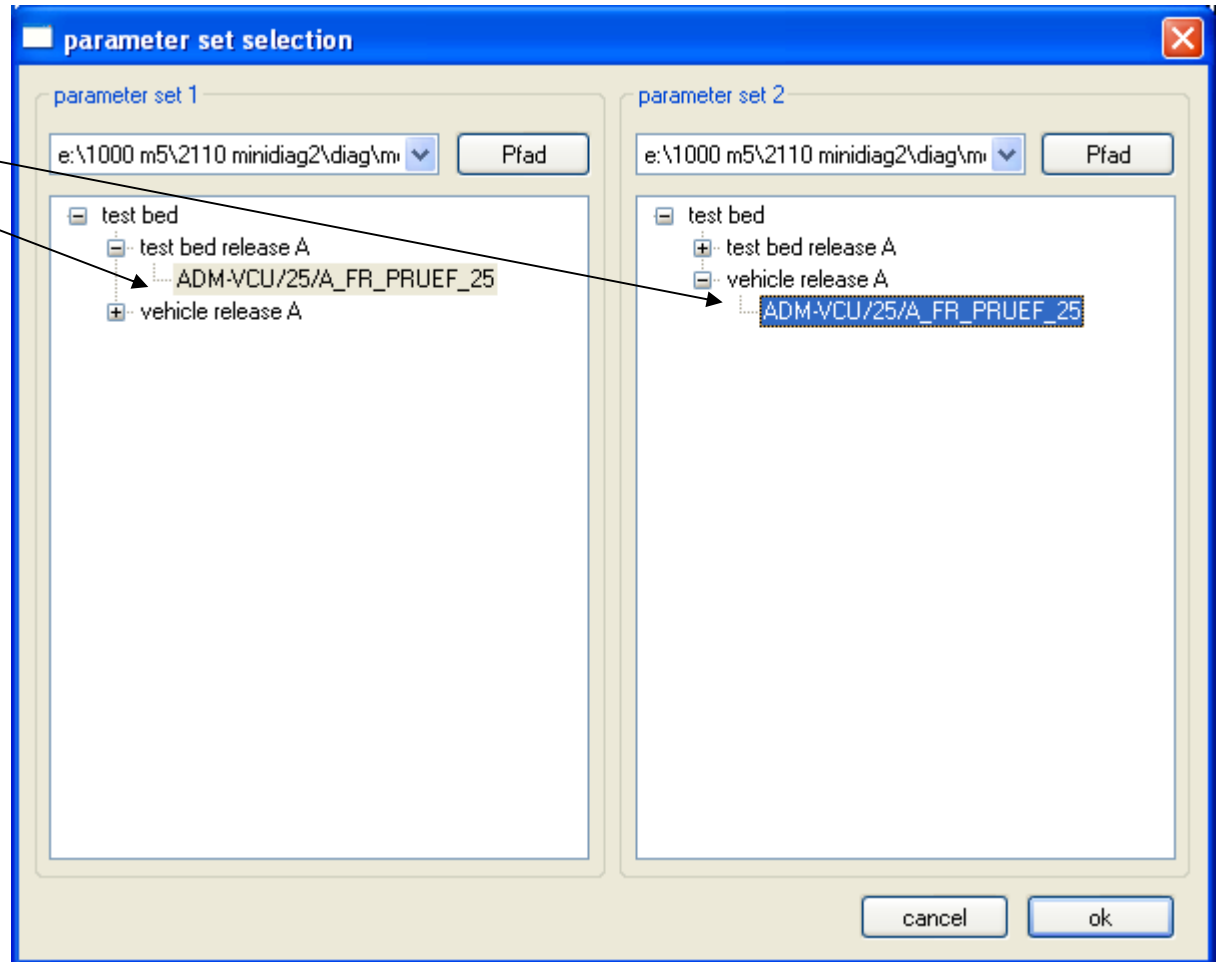 parameter set selection
parameter set 1
e:\1000 m5\2110 minidiag2\diag\m
Pfad
test bed
test bed release A
ADM-VCU/25/A_FR_PRUEF_25
vehicle release A
parameter set 2
e:\1000 m5\2110 minidiag2\diag\m
Pfad
test bed
test bed release A
vehicle release A
ADM-VCU/25/A_FR_PRUEF_25
cancel
ok